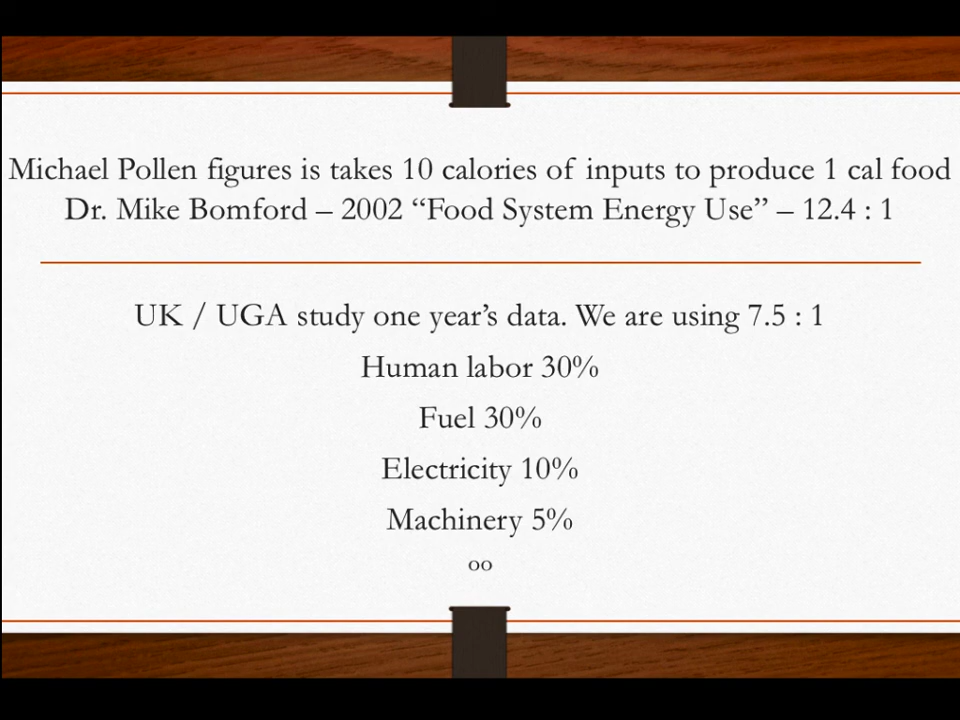 Michael Pollen figures is takes 10 calories of inputs to produce 1 cal food
Dr. Mike Bomford – 2002 “Food System Energy Use” – 12.4 : 1
UK / UGA study one year’s data. We are using 7.5 : 1
Human labor 30%
Fuel 30%
Electricity 10%
Machinery 5%
oo